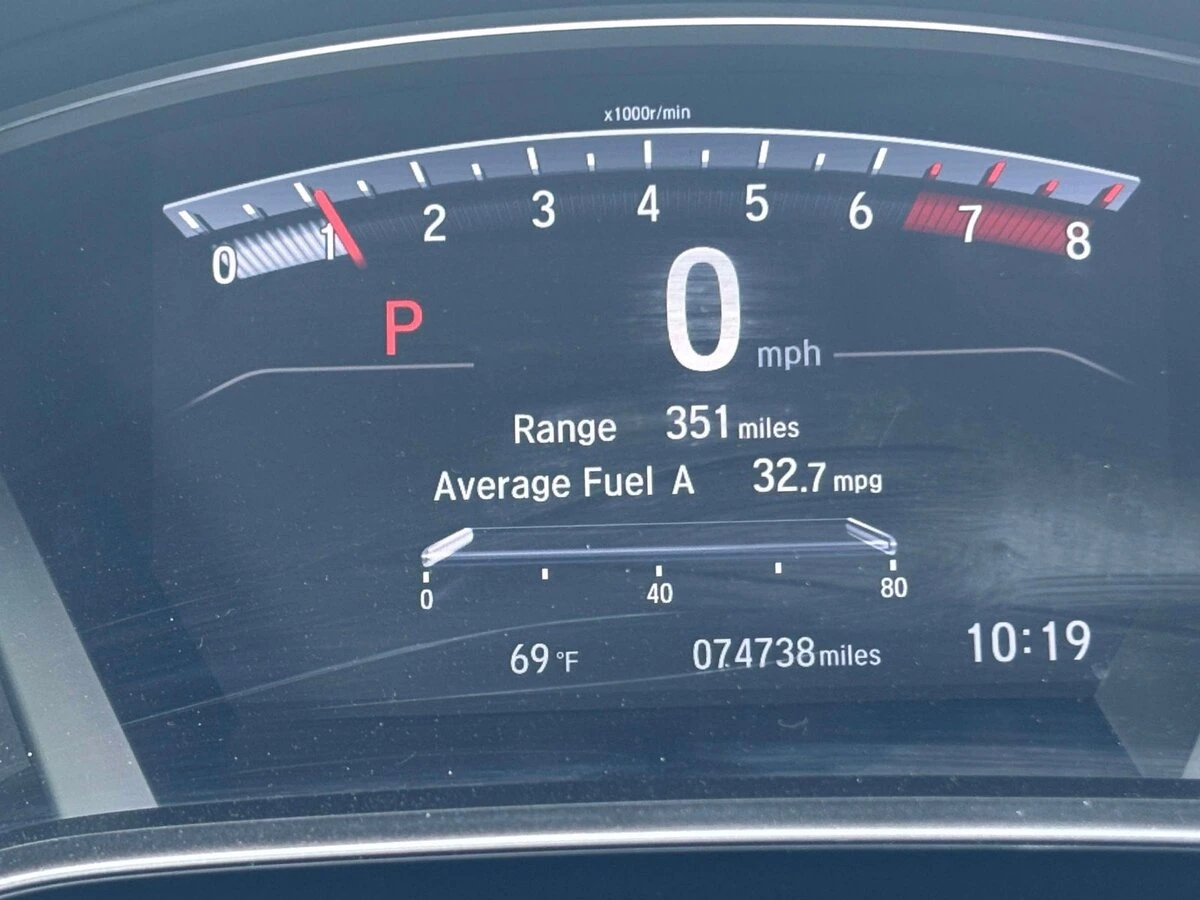 x1000r/min
0 1 2 3 4 5 6 7 8
P
0 mph
Range 351 miles
Average Fuel A 32.7 mpg
0 40 80
69 °F 074738 miles 10:19